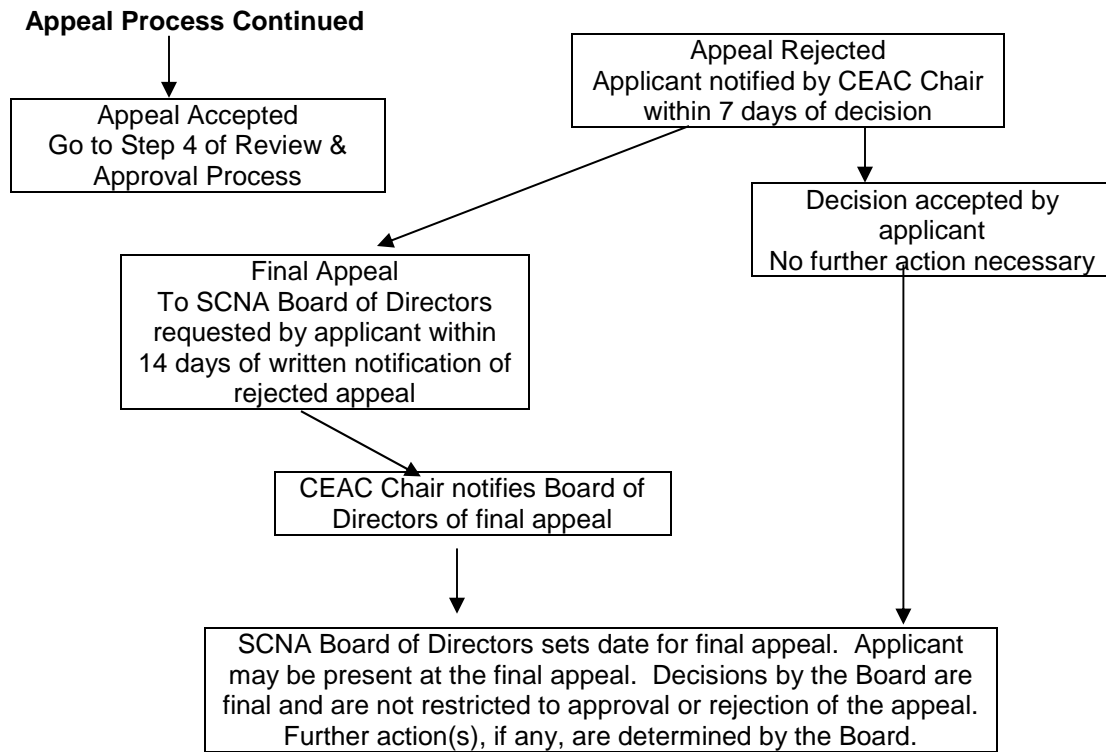 Appeal Process Continued
Appeal Accepted
Go to Step 4 of Review &
Approval Process
Appeal Rejected
Applicant notified by CEAC Chair
within 7 days of decision
Decision accepted by
applicant
No further action necessary
Final Appeal
To SCNA Board of Directors
requested by applicant within
14 days of written notification of
rejected appeal
CEAC Chair notifies Board of
Directors of final appeal
SCNA Board of Directors sets date for final appeal.  Applicant
may be present at the final appeal.  Decisions by the Board are
final and are not restricted to approval or rejection of the appeal.
Further action(s), if any, are determined by the Board.